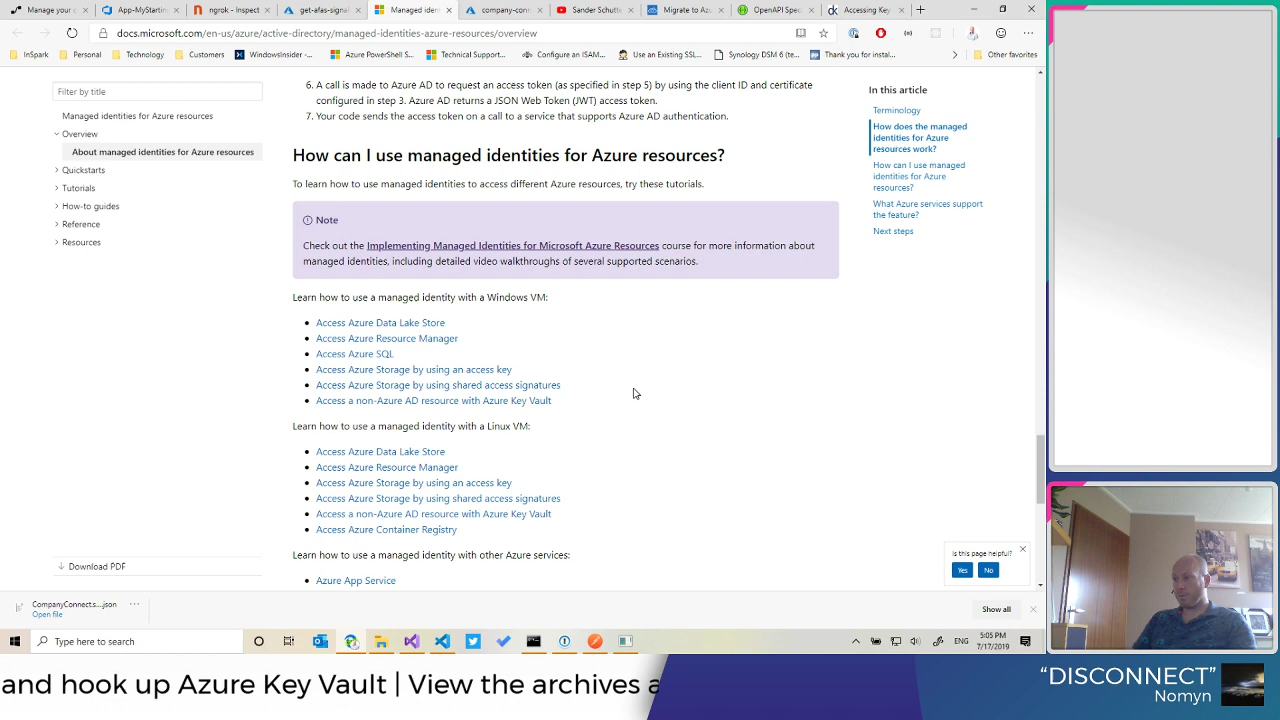 Manage your co
App-MyStartin
ngrok - Inspect
get-afas-signal
Managed iden
company-conn
Sander Schutte
Migrate to Azu
OpenAPI Spec
Accessing Key
docs.microsoft.com/en-us/azure/active-directory/managed-identities-azure-resources/overview
InSpark
Personal
Technology
Customers
WindowsInsider
Azure PowerShell S...
Technical Support...
Configure an ISAM...
Use an Existing SSL...
Synology DSM 6 (te...
Thank you for instal...
Other favorites
Filter by title
Managed identities for Azure resources
Overview
About managed identities for Azure resources
Quickstarts
Tutorials
How-to guides
Reference
Resources
Download PDF
6. A call is made to Azure AD to request an access token (as specified in step 5) by using the client ID and certificate
configured in step 3. Azure AD returns a JSON Web Token (JWT) access token.
7. Your code sends the access token on a call to a service that supports Azure AD authentication.
How can I use managed identities for Azure resources?
To learn how to use managed identities to access different Azure resources, try these tutorials.
Note
Check out the Implementing Managed Identities for Microsoft Azure Resources course for more information about
managed identities, including detailed video walkthroughs of several supported scenarios.
Learn how to use a managed identity with a Windows VM:
• Access Azure Data Lake Store
• Access Azure Resource Manager
• Access Azure SQL
• Access Azure Storage by using an access key
• Access Azure Storage by using shared access signatures
• Access a non-Azure AD resource with Azure Key Vault
Learn how to use a managed identity with a Linux VM:
• Access Azure Data Lake Store
• Access Azure Resource Manager
• Access Azure Storage by using an access key
• Access Azure Storage by using shared access signatures
• Access a non-Azure AD resource with Azure Key Vault
• Access Azure Container Registry
Learn how to use a managed identity with other Azure services:
• Azure App Service
In this article
Terminology
How does the managed
identities for Azure
resources work?
How can I use managed
identities for Azure
resources?
What Azure services support
the feature?
Next steps
Is this page helpful?
Yes
No
CompanyConnect.s....json
Open file
Show all
Type here to search
ENG
5:05 PM
7/17/2019
and hook up Azure Key Vault | View the archives a
"DISCONNECT"
Nomyn